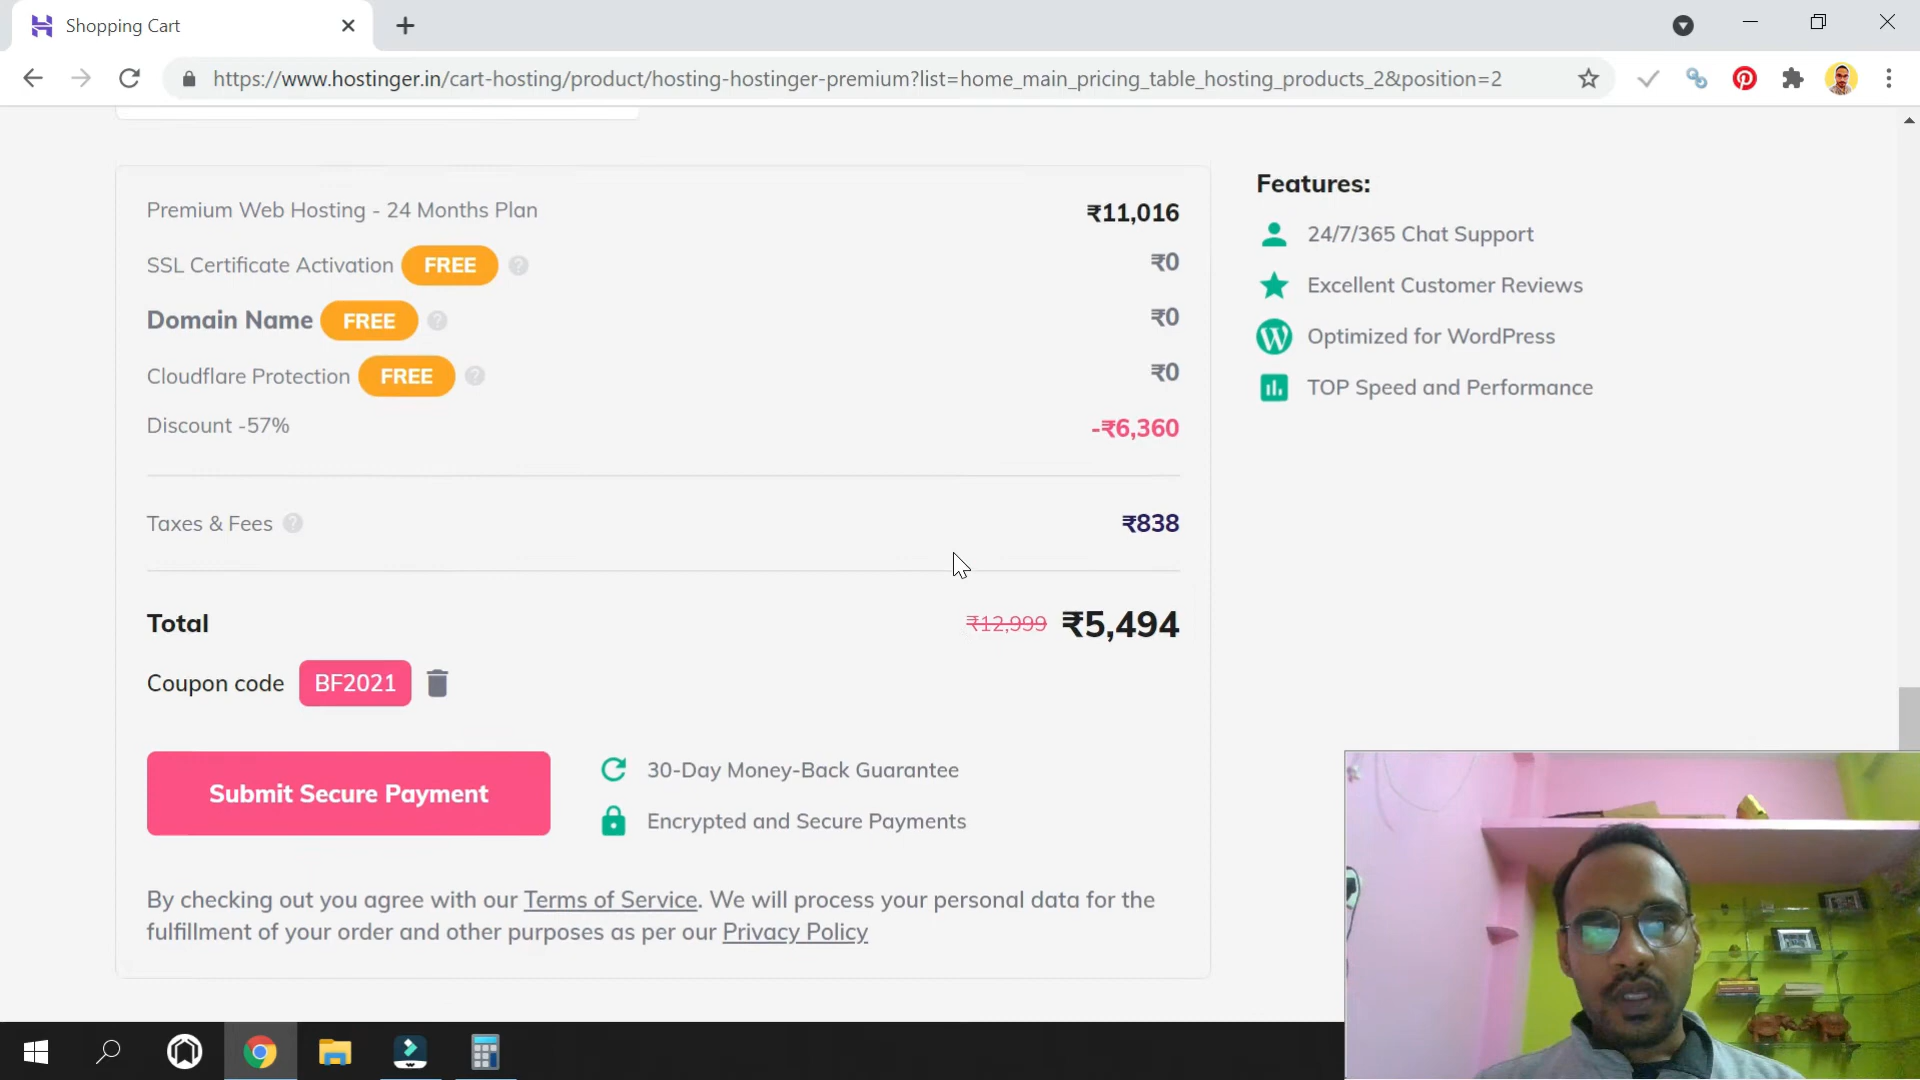 Shopping Cart
https://www.hostinger.in/cart-hosting/product/hosting-hostinger-premium?list=home_main_pricing_table_hosting_products_2&position=2
Premium Web Hosting - 24 Months Plan ₹11,016
SSL Certificate Activation FREE ₹0
Domain Name FREE ₹0
Cloudflare Protection FREE ₹0
Discount -57% -₹6,360
Taxes & Fees ₹838
Total ₹12,999 ₹5,494
Coupon code BF2021
Submit Secure Payment
30-Day Money-Back Guarantee
Encrypted and Secure Payments
By checking out you agree with our Terms of Service. We will process your personal data for the
fulfillment of your order and other purposes as per our Privacy Policy
Features:
24/7/365 Chat Support
Excellent Customer Reviews
Optimized for WordPress
TOP Speed and Performance